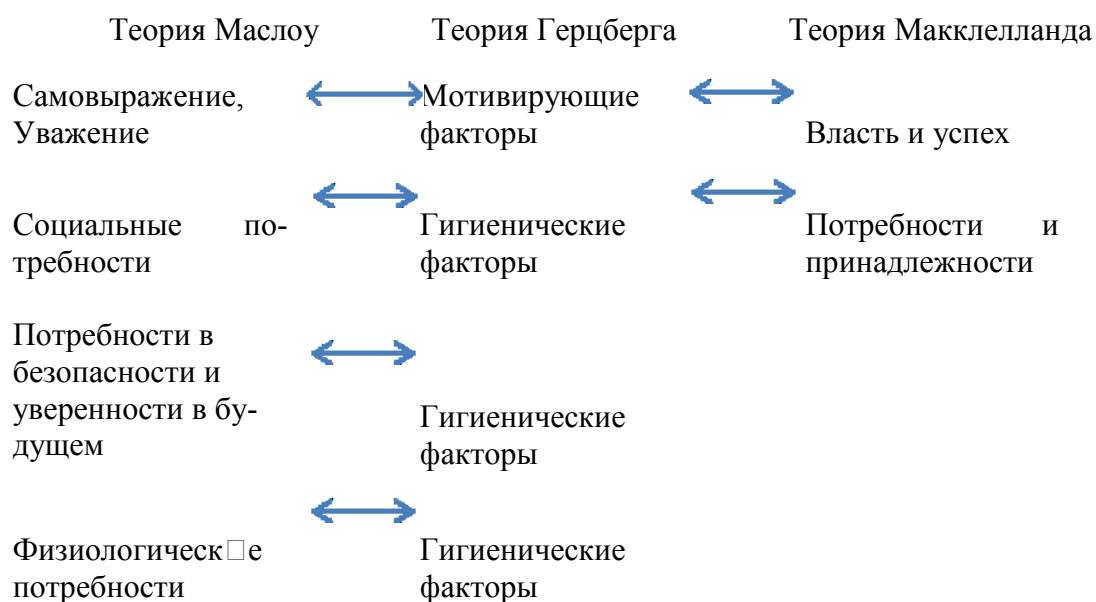 Теория Маслоу Теория Герцберга Теория Макклелланда
Самовыражение, Мотивирующие
Уважение факторы Власть и успех
Социальные по- Гигиенические Потребности и
требности факторы принадлежности
Потребности в
безопасности и
уверенности в бу- Гигиенические
дущем факторы
Физиологическ□е Гигиенические
потребности факторы